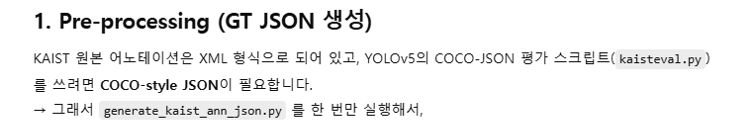 1. Pre-processing (GT JSON 생성)
KAIST 원본 어노테이션은 XML 형식으로 되어 있고, YOLOv5의 COCO-JSON 평가 스크립트(kaisteval.py)
를 쓰려면 COCO-style JSON이 필요합니다.
→ 그래서 generate_kaist_ann_json.py 를 한 번만 실행해서,